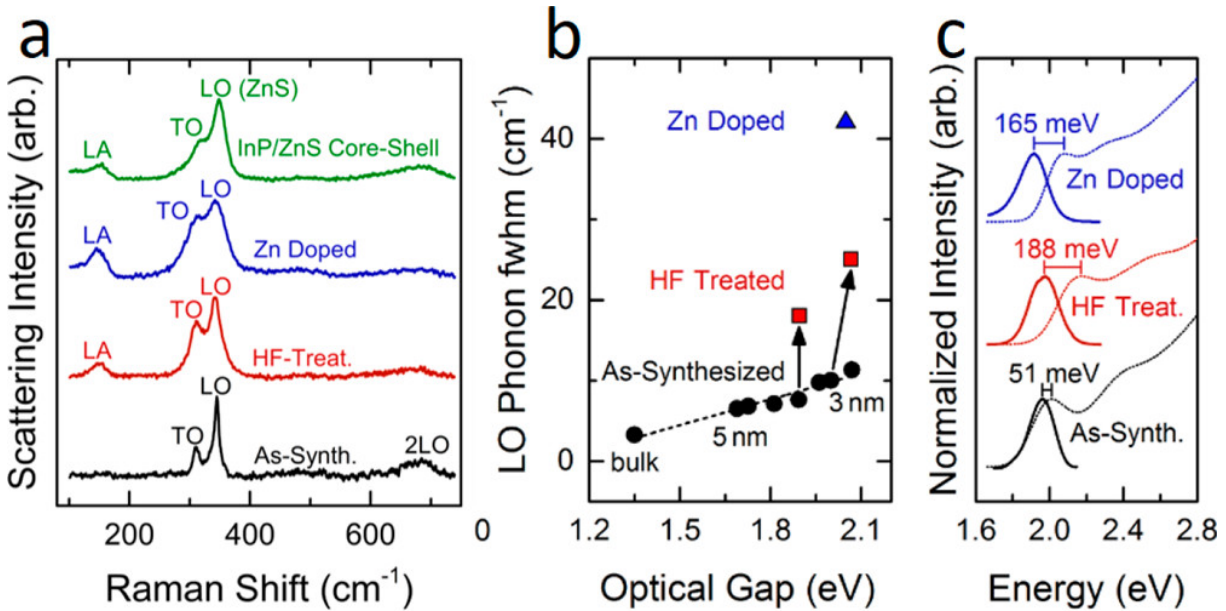 a
Scattering Intensity (arb.)
LO (ZnS)
TO
LA
InP/ZnS Core-Shell
LO
TO
LA
Zn Doped
LO
TO
LA
HF-Treat.
LO
TO
As-Synth.
2LO
200 400 0
Raman Shift (cm⁻¹)
b
LO Phonon fwhm (cm⁻¹)
40
20
0
Zn Doped
HF Treated
As-Synthesized
3 nm
5 nm
bulk
1.2 1.5 1.8 2.1
Optical Gap (eV)
c
Normalized Intensity (arb.)
165 meV
Zn Doped
188 meV
HF Treat.
51 meV
As-Synth.
1.6 2.0 2.4 2.8
Energy (eV)